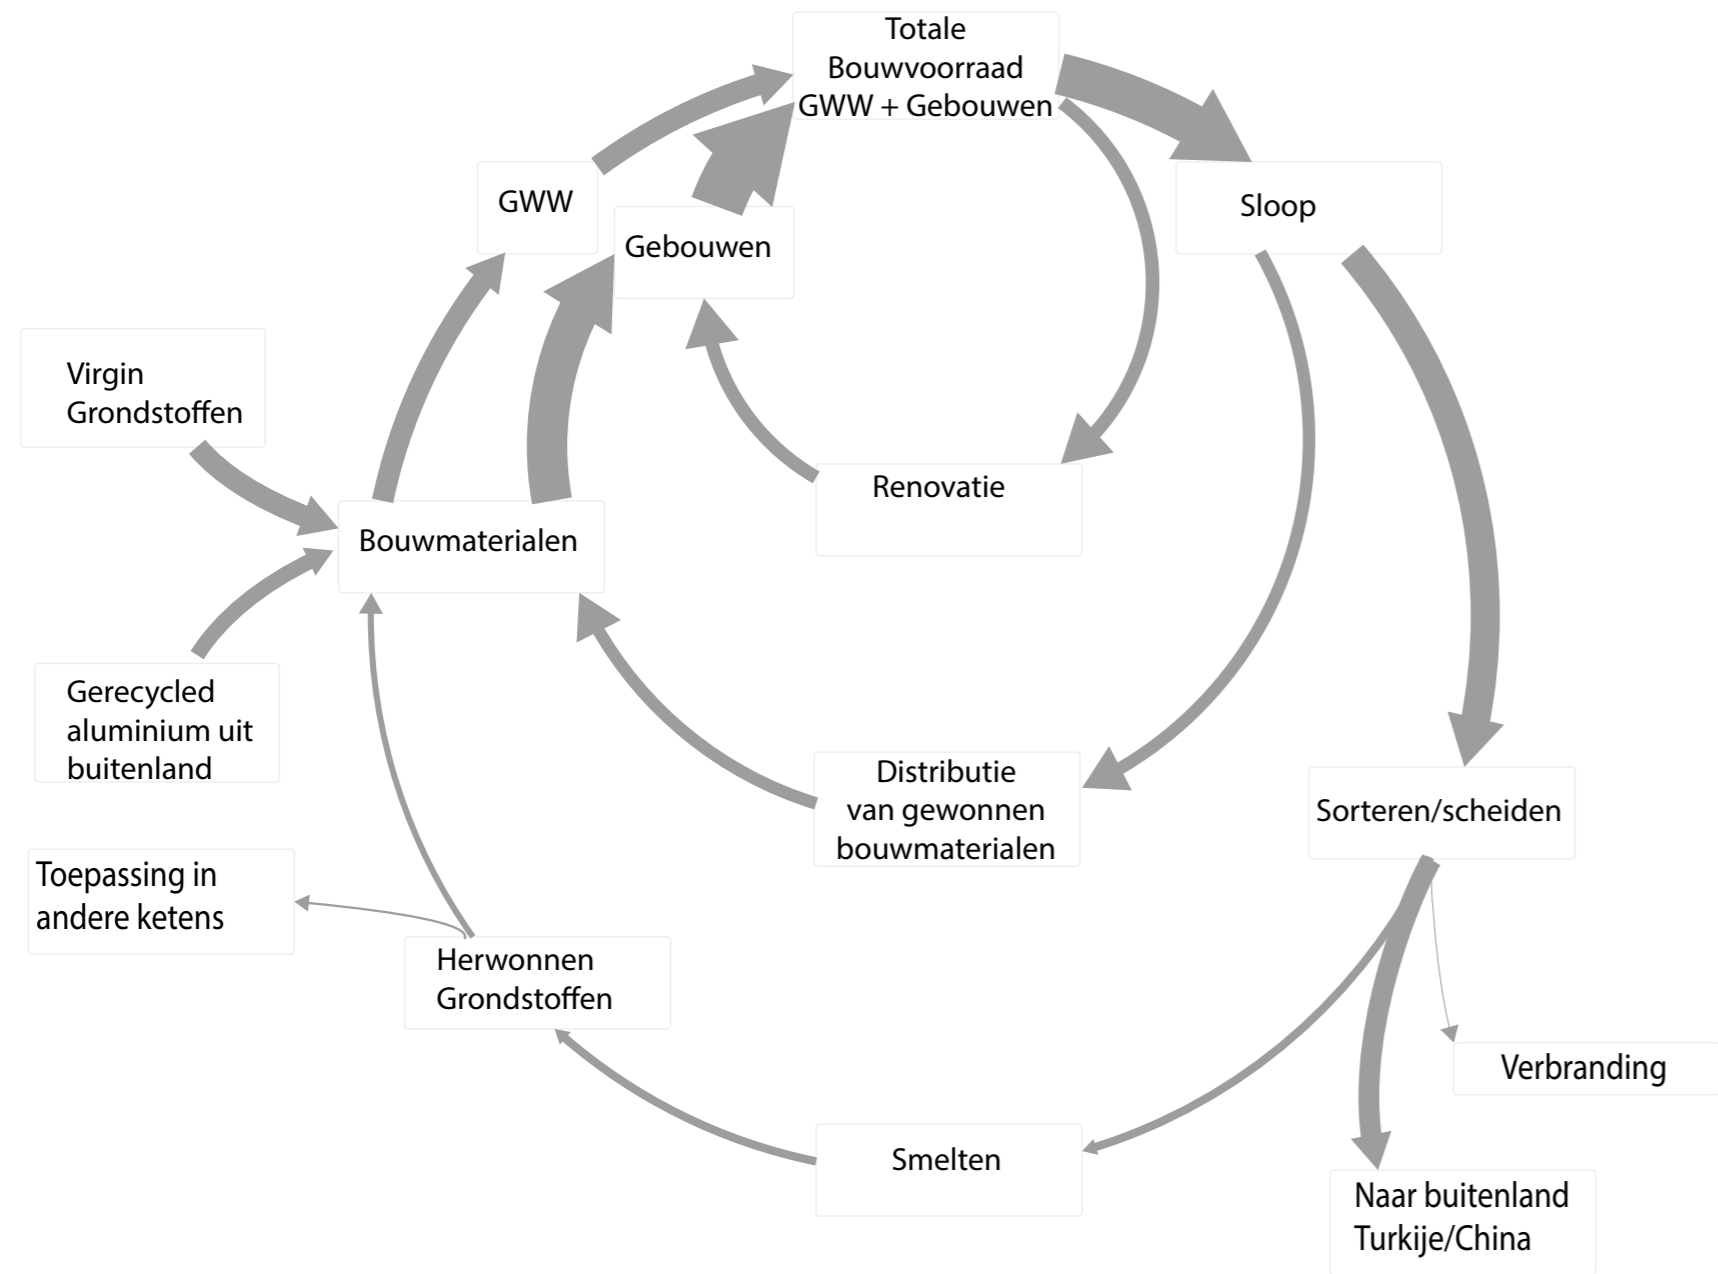 Totale
Bouwvoorraad
GWW + Gebouwen
GWW
Sloop
Gebouwen
Virgin
Grondstoffen
Renovatie
Bouwmaterialen
Gerecycled
aluminium uit
buitenland
Distributie
van gewonnen
bouwmaterialen
Sorteren/scheiden
Toepassing in
andere ketens
Herwonnen
Grondstoffen
Verbranding
Smelten
Naar buitenland
Turkije/China